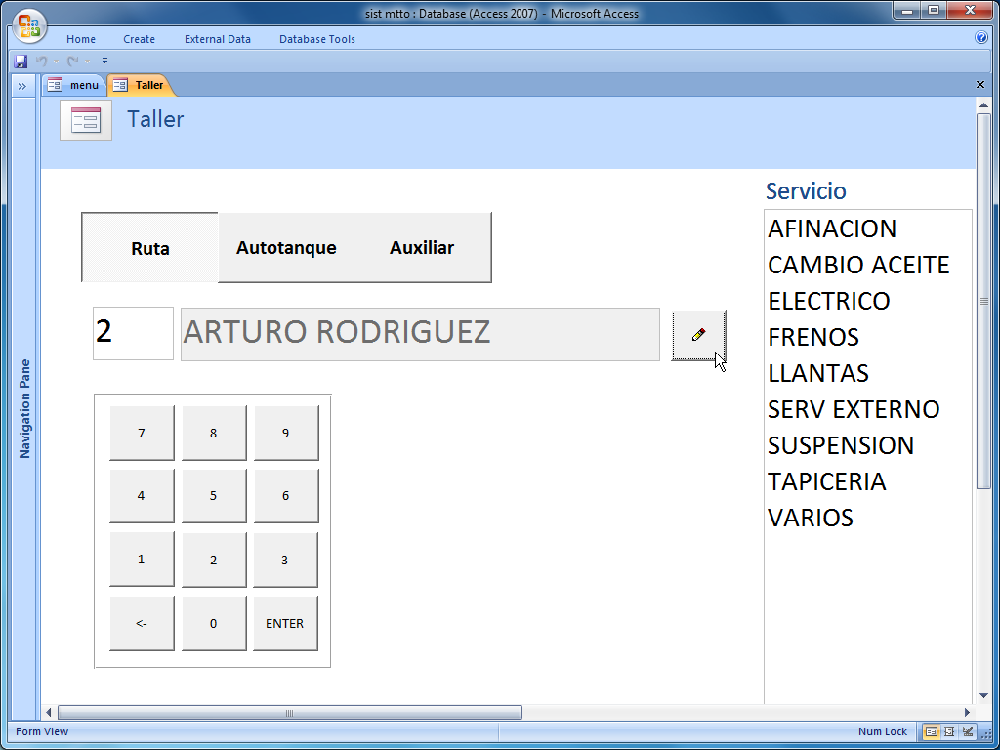 sist mtto : Database (Access 2007) - Microsoft Access
Home Create External Data Database Tools
menu Taller
Taller
Servicio
Ruta Autotanque Auxiliar
2 ARTURO RODRIGUEZ
AFINACION
CAMBIO ACEITE
ELECTRICO
FRENOS
LLANTAS
SERV EXTERNO
SUSPENSION
TAPICERIA
VARIOS
Navigation Pane
7 8 9
4 5 6
1 2 3
<- 0 ENTER
Form View Num Lock